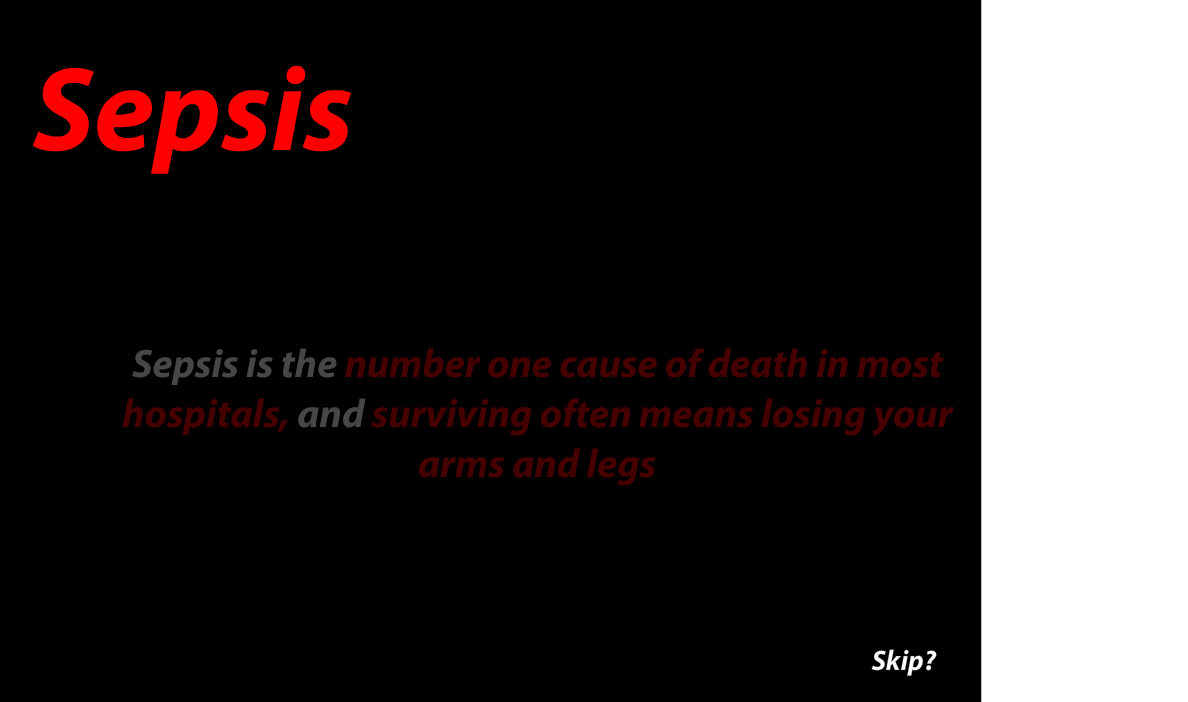 Sepsis
Sepsis is the number one cause of death in most
hospitals, and surviving often means losing your
arms and legs
Skip?